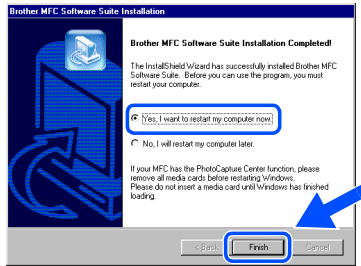 Brother MFC Software Suite Installation
Brother MFC Software Suite Installation Completed!
The InstallShield Wizard has successfully installed Brother MFC
Software Suite. Before you can use the program, you must
restart your computer.
Yes, I want to restart my computer now.
No, I will restart my computer later.
If your MFC has the PhotoCapture Center function, please
remove all media cards before restarting Windows.
Please do not insert a media card until Windows has finished
loading.
< Back
Finish
Cancel